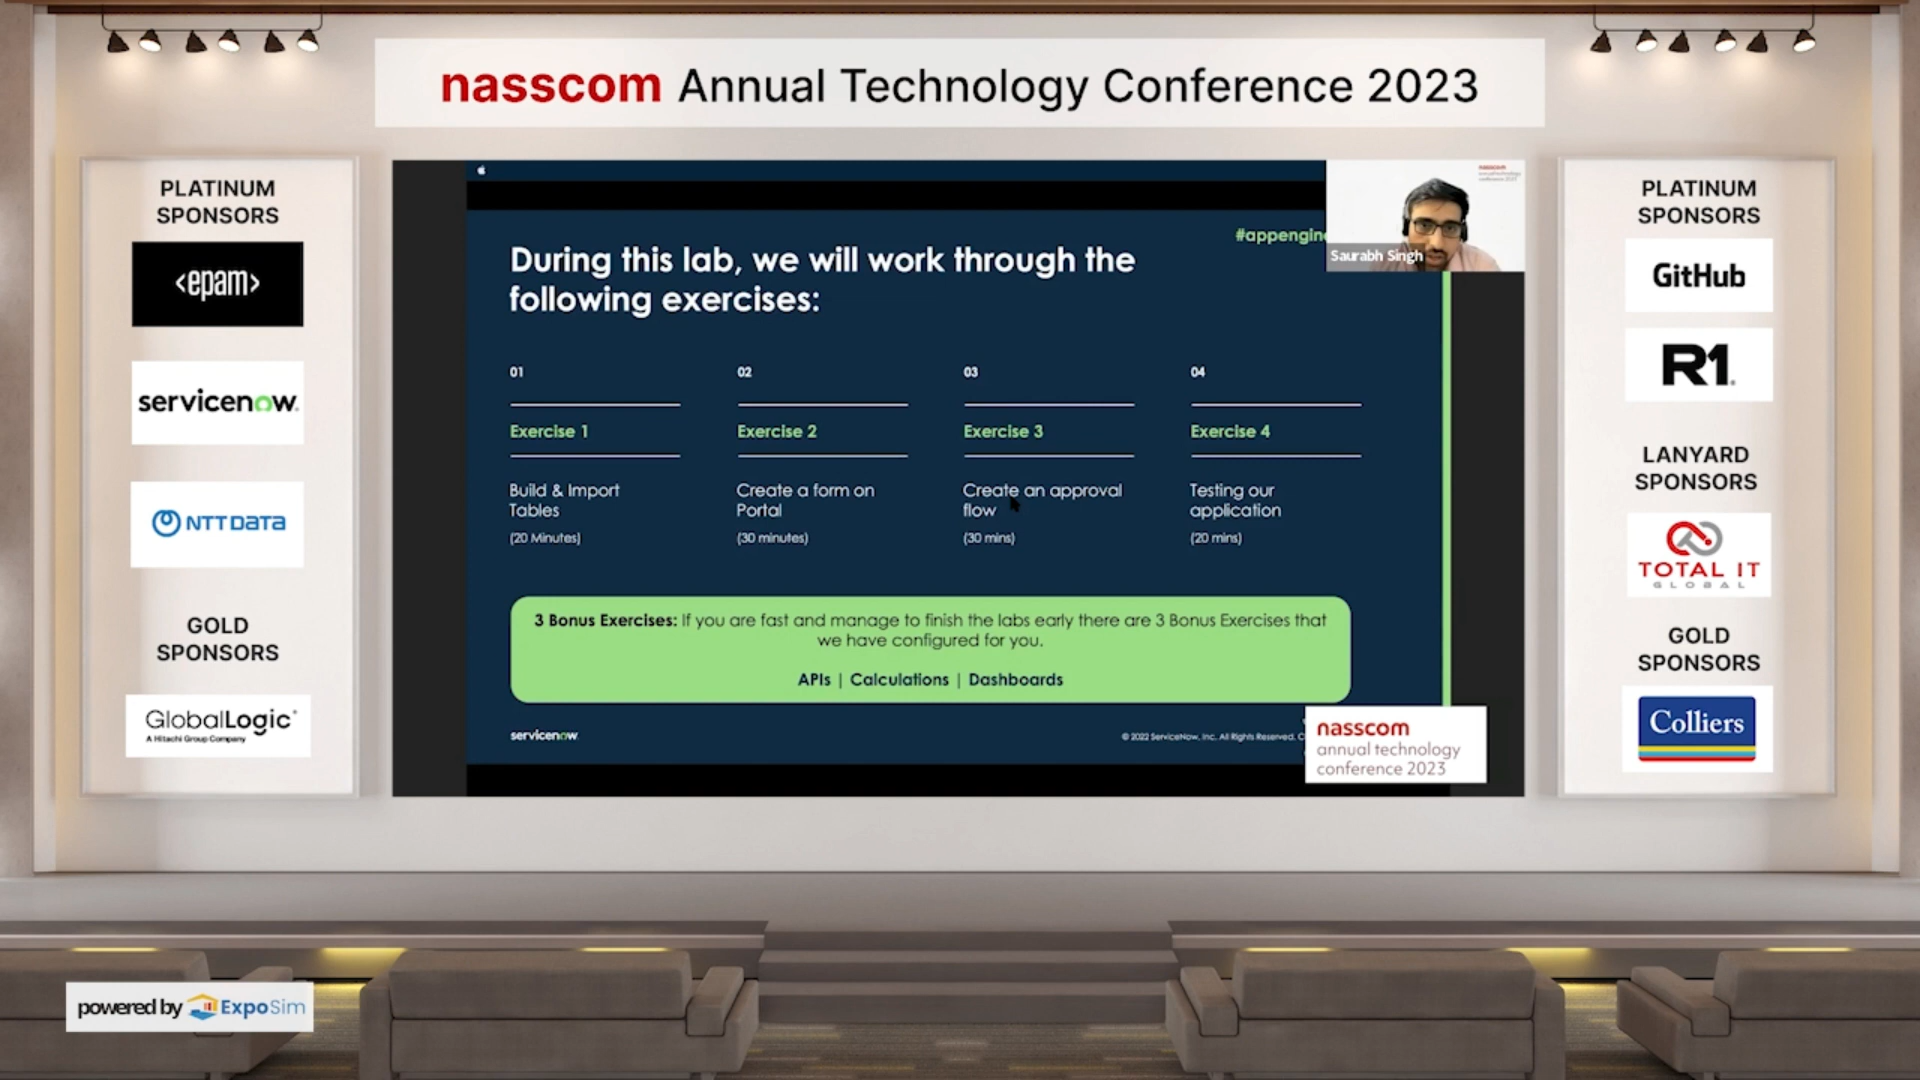 nasscom Annual Technology Conference 2023
PLATINUM
SPONSORS
<epam>
servicenow
NTT DATA
GOLD
SPONSORS
GlobalLogic
A Hitachi Group Company
#appengine
Saurabh Singh
During this lab, we will work through the
following exercises:
01
Exercise 1
Build & Import
Tables
(20 Minutes)
02
Exercise 2
Create a form on
Portal
(30 minutes)
03
Exercise 3
Create an approval
flow
(30 mins)
04
Exercise 4
Testing our
application
(20 mins)
3 Bonus Exercises: If you are fast and manage to finish the labs early there are 3 Bonus Exercises that
we have configured for you.
APIs | Calculations | Dashboards
servicenow
© 2022 ServiceNow, Inc. All Rights Reserved.
nasscom
annual technology
conference 2023
PLATINUM
SPONSORS
GitHub
R1
LANYARD
SPONSORS
TOTAL IT
GLOBAL
GOLD
SPONSORS
Colliers
powered by ExpoSim